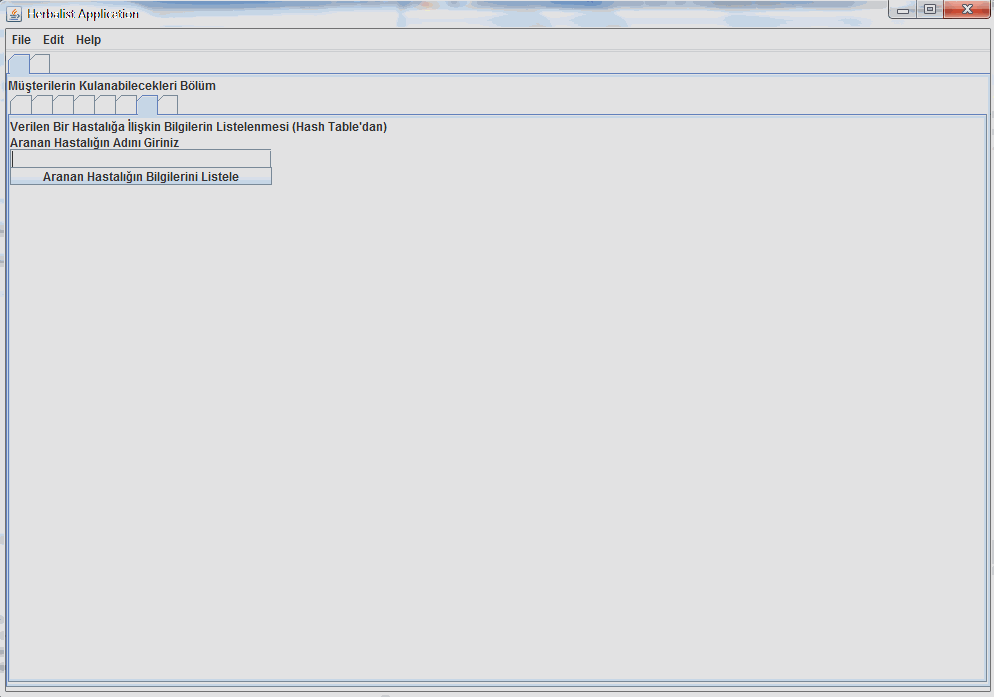 Herbalist Application
File Edit Help
Müşterilerin Kulanabilecekleri Bölüm
Verilen Bir Hastalığa İlişkin Bilgilerin Listelenmesi (Hash Table'dan)
Aranan Hastalığın Adını Giriniz
Aranan Hastalığın Bilgilerini Listele